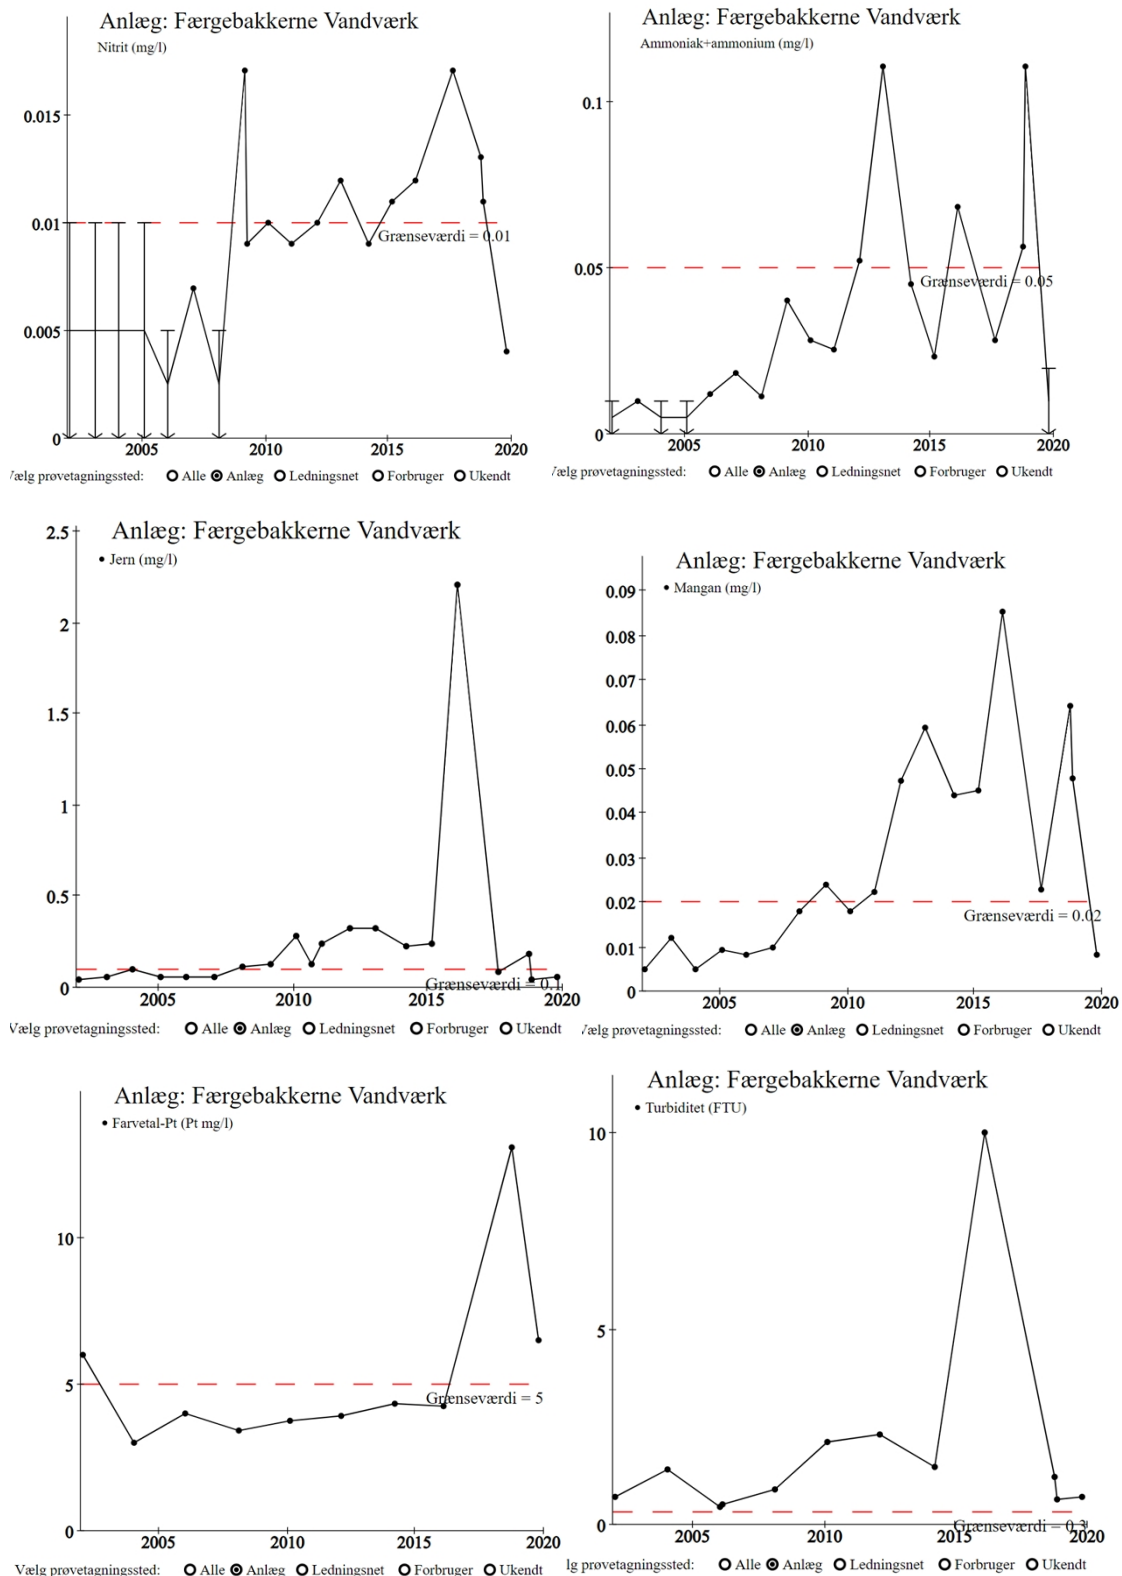 Anlæg: Færgebakkerne Vandværk
Nitrit (mg/l)
0.015
0.01
Grænseværdi = 0.01
0.005
0
2005 2010 2015 2020
Vælg prøvetagningssted: Alle Anlæg Ledningsnet Forbruger Ukendt
Anlæg: Færgebakkerne Vandværk
Ammoniak+ammonium (mg/l)
0.1
0.05
Grænseværdi = 0.05
0
2005 2010 2015 2020
Vælg prøvetagningssted: Alle Anlæg Ledningsnet Forbruger Ukendt
Anlæg: Færgebakkerne Vandværk
2.5
Jern (mg/l)
2
1.5
1
0.5
Grænseværdi = 0.1
0
2005 2010 2015 2020
Vælg prøvetagningssted: Alle Anlæg Ledningsnet Forbruger Ukendt
Anlæg: Færgebakkerne Vandværk
Mangan (mg/l)
0.09
0.08
0.07
0.06
0.05
0.04
0.03
0.02
Grænseværdi = 0.02
0.01
0
2005 2010 2015 2020
Vælg prøvetagningssted: Alle Anlæg Ledningsnet Forbruger Ukendt
Anlæg: Færgebakkerne Vandværk
Farvetal-Pt (Pt mg/l)
10
5
Grænseværdi = 5
0
2005 2010 2015 2020
Vælg prøvetagningssted: Alle Anlæg Ledningsnet Forbruger Ukendt
Anlæg: Færgebakkerne Vandværk
Turbiditet (FTU)
10
5
Grænseværdi = 0.3
0
2005 2010 2015 2020
lg prøvetagningssted: Alle Anlæg Ledningsnet Forbruger Ukendt